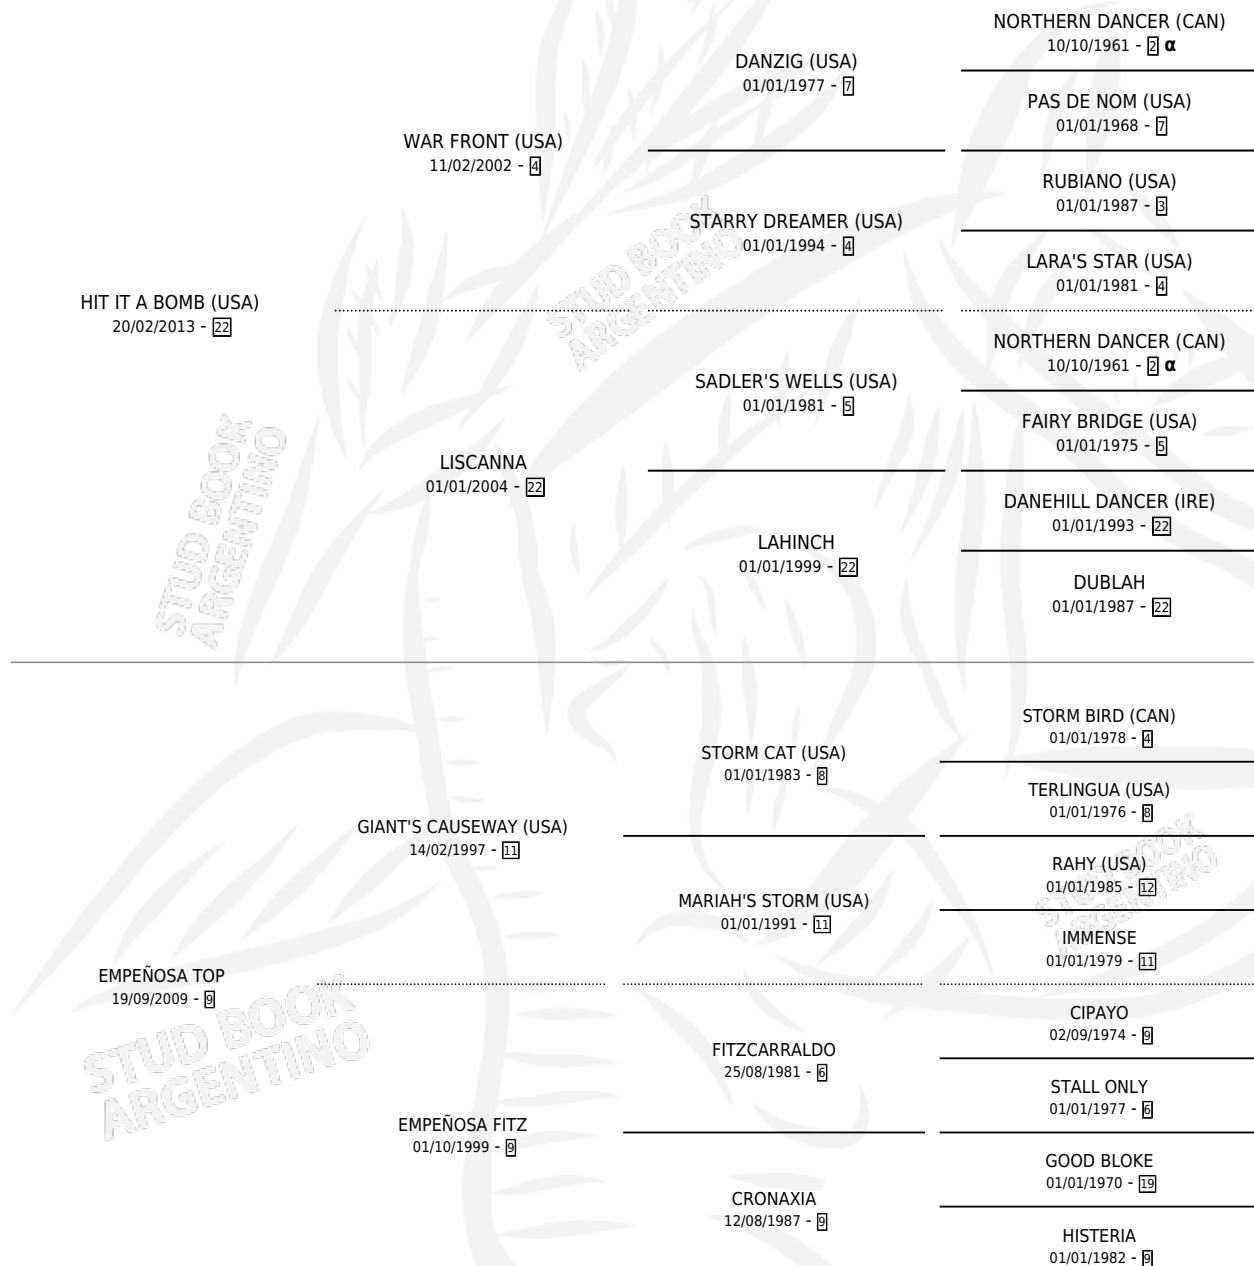 NORTHERN DANCER (CAN)
10/10/1961 - 2 α
DANZIG (USA)
01/01/1977 - 7
PAS DE NOM (USA)
01/01/1968 - 7
WAR FRONT (USA)
11/02/2002 - 4
RUBIANO (USA)
01/01/1987 - 3
STARRY DREAMER (USA)
01/01/1994 - 4
LARA'S STAR (USA)
01/01/1981 - 4
HIT IT A BOMB (USA)
20/02/2013 - 22
NORTHERN DANCER (CAN)
10/10/1961 - 2 α
SADLER'S WELLS (USA)
01/01/1981 - 5
FAIRY BRIDGE (USA)
01/01/1975 - 5
LISCANNA
01/01/2004 - 22
DANEHILL DANCER (IRE)
01/01/1993 - 22
LAHINCH
01/01/1999 - 22
DUBLAH
01/01/1987 - 22
STUD BOOK
ARGENTINO
STUD BOOK
ARGENTINO
STORM BIRD (CAN)
01/01/1978 - 4
STORM CAT (USA)
01/01/1983 - 8
TERLINGUA (USA)
01/01/1976 - 8
GIANT'S CAUSEWAY (USA)
14/02/1997 - 11
RAHY (USA)
01/01/1985 - 12
MARIAH'S STORM (USA)
01/01/1991 - 11
IMMENSE
01/01/1979 - 11
EMPEÑOSA TOP
19/09/2009 - 9
CIPAYO
02/09/1974 - 9
FITZCARRALDO
25/08/1981 - 6
STALL ONLY
01/01/1977 - 6
EMPEÑOSA FITZ
01/10/1999 - 9
GOOD BLOKE
01/01/1970 - 19
CRONAXIA
12/08/1987 - 9
HISTERIA
01/01/1982 - 9
STUD BOOK
ARGENTINO
STUD BOOK
ARGENTINO